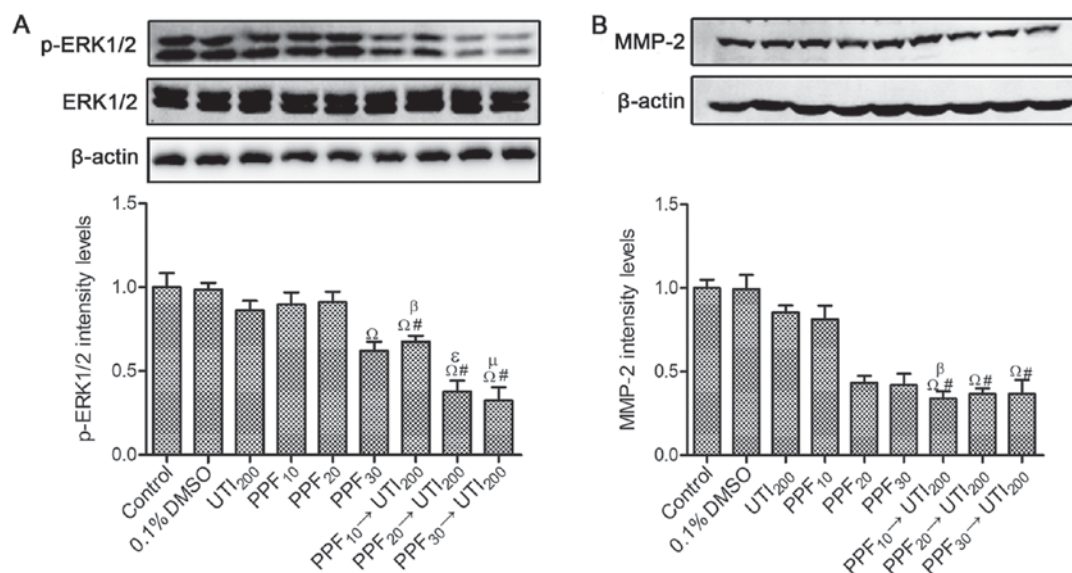 A
p-ERK1/2
ERK1/2
β-actin
p-ERK1/2 intensity levels
1.5
1.0
0.5
0.0
Ω
β
Ω#
ε
Ω#
μ
Ω#
Control
0.1% DMSO
UTI200
PPF10
PPF20
PPF30
PPF10→ UTI200
PPF20→ UTI200
PPF30→ UTI200
B
MMP-2
β-actin
MMP-2 intensity levels
1.5
1.0
0.5
0.0
β
Ω#
Ω#
Ω#
Control
0.1% DMSO
UTI200
PPF10
PPF20
PPF30
PPF10→ UTI200
PPF20→ UTI200
PPF30→ UTI200